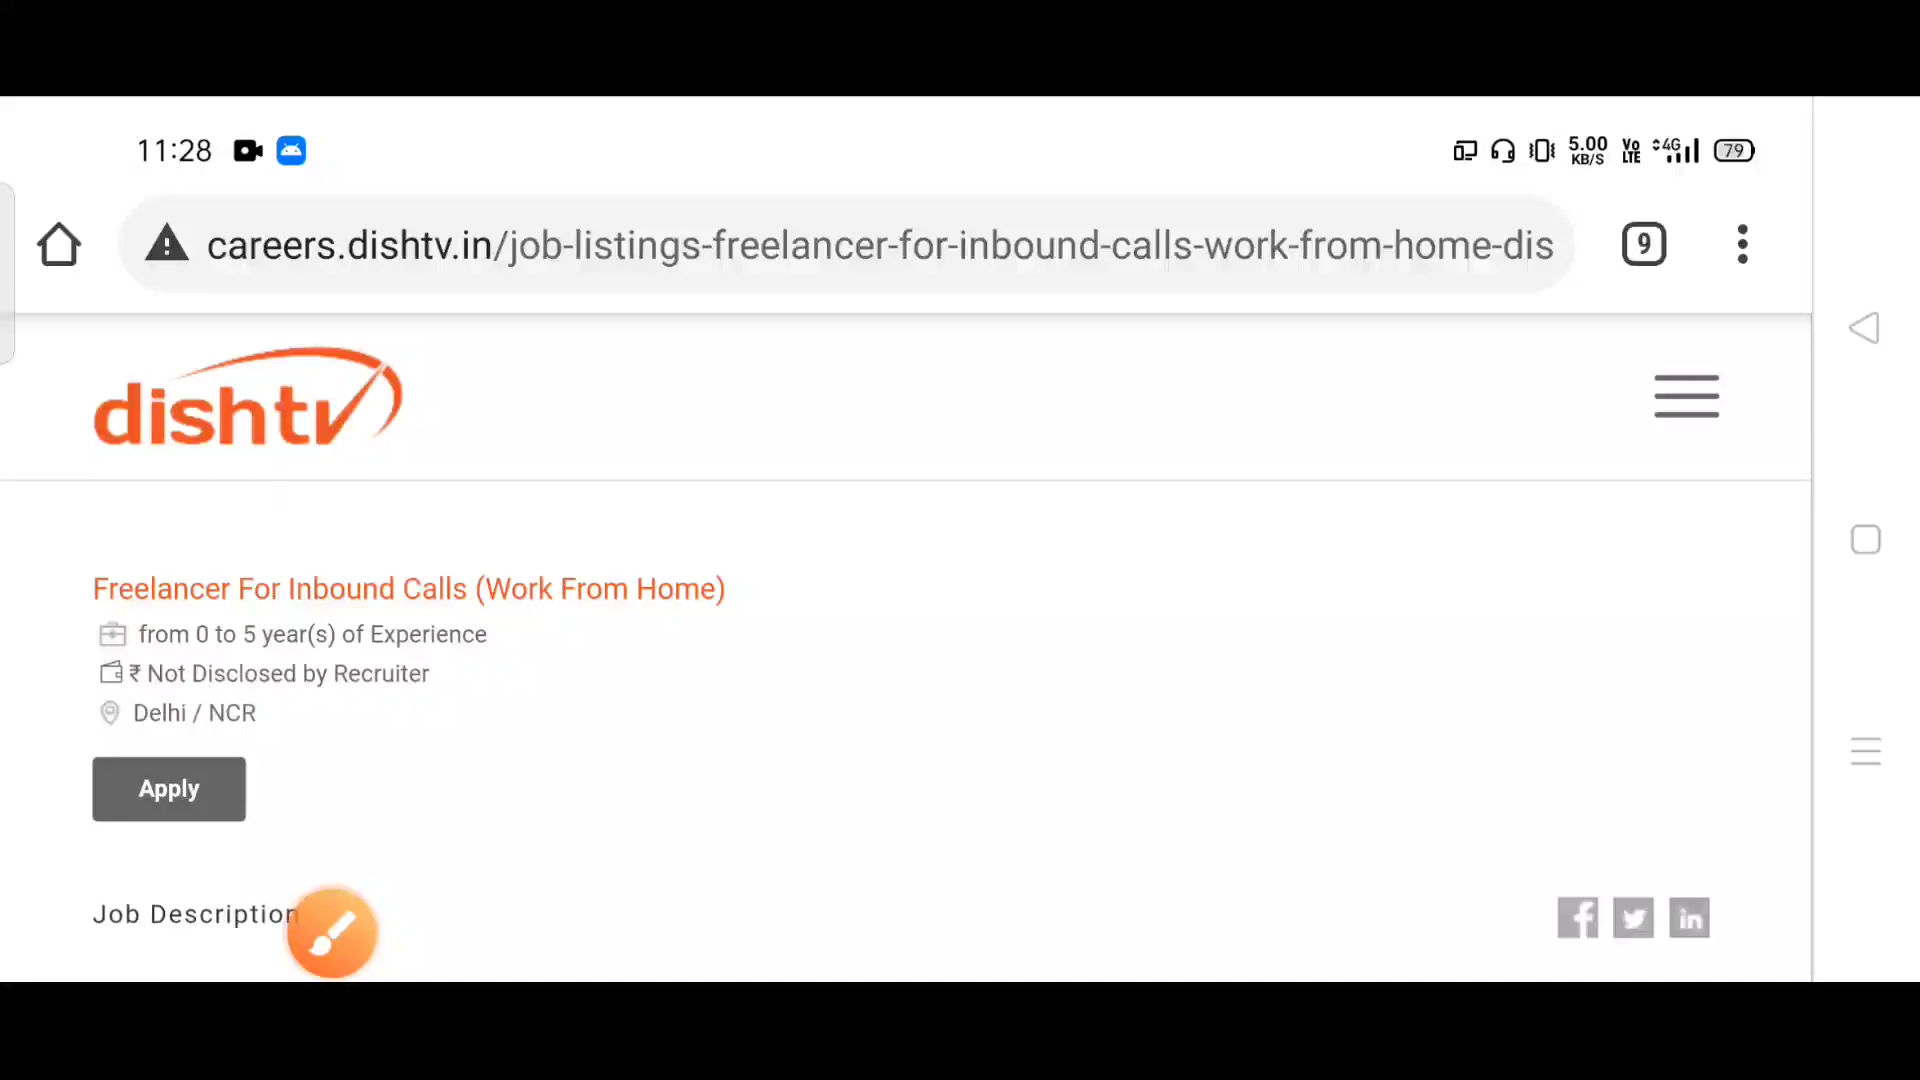 11:28
5.00
KB/S
Vo
LTE
4G
79
careers.dishtv.in/job-listings-freelancer-for-inbound-calls-work-from-home-dis
9
dishtv
Freelancer For Inbound Calls (Work From Home)
from 0 to 5 year(s) of Experience
₹ Not Disclosed by Recruiter
Delhi / NCR
Apply
Job Description
f
in